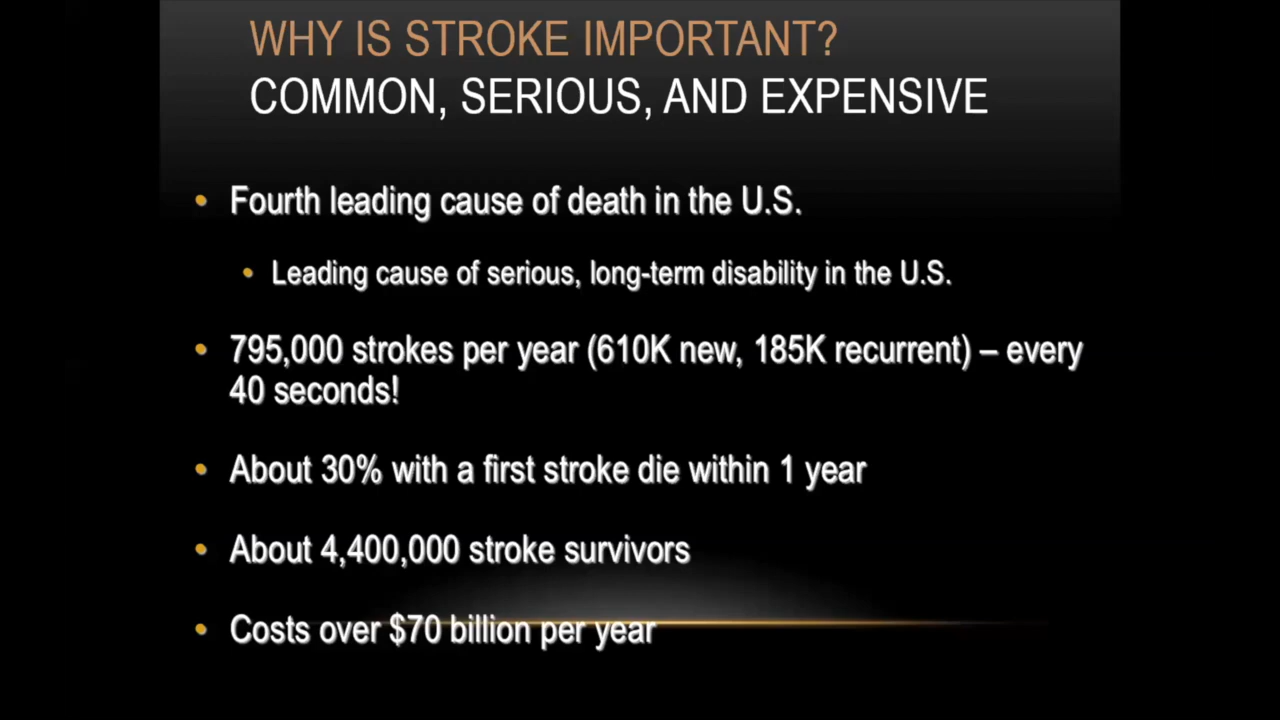 WHY IS STROKE IMPORTANT?
COMMON, SERIOUS, AND EXPENSIVE
• Fourth leading cause of death in the U.S.
• Leading cause of serious, long-term disability in the U.S.
• 795,000 strokes per year (610K new, 185K recurrent) – every
40 seconds!
• About 30% with a first stroke die within 1 year
• About 4,400,000 stroke survivors
• Costs over $70 billion per year